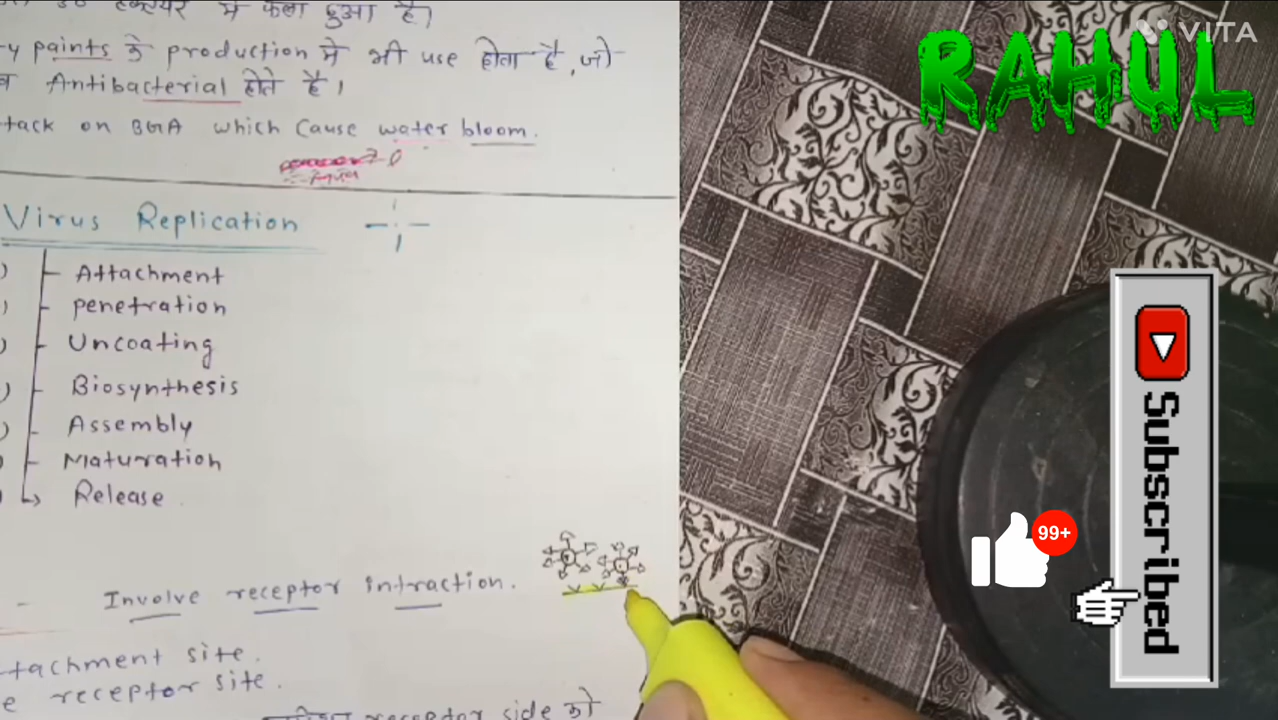 में फैला हुआ है।
paints के production मे भी use होता है, जो
Antibacterial होते है।
tack on BGA which cause water bloom.
Virus Replication
Attachment
penetration
Uncoating
Biosynthesis
Assembly
Maturation
Release
Involve receptor intraction.
ttachment site.
e receptor site.
receptor side को
RAHUL
VITA
99+
Subscribed